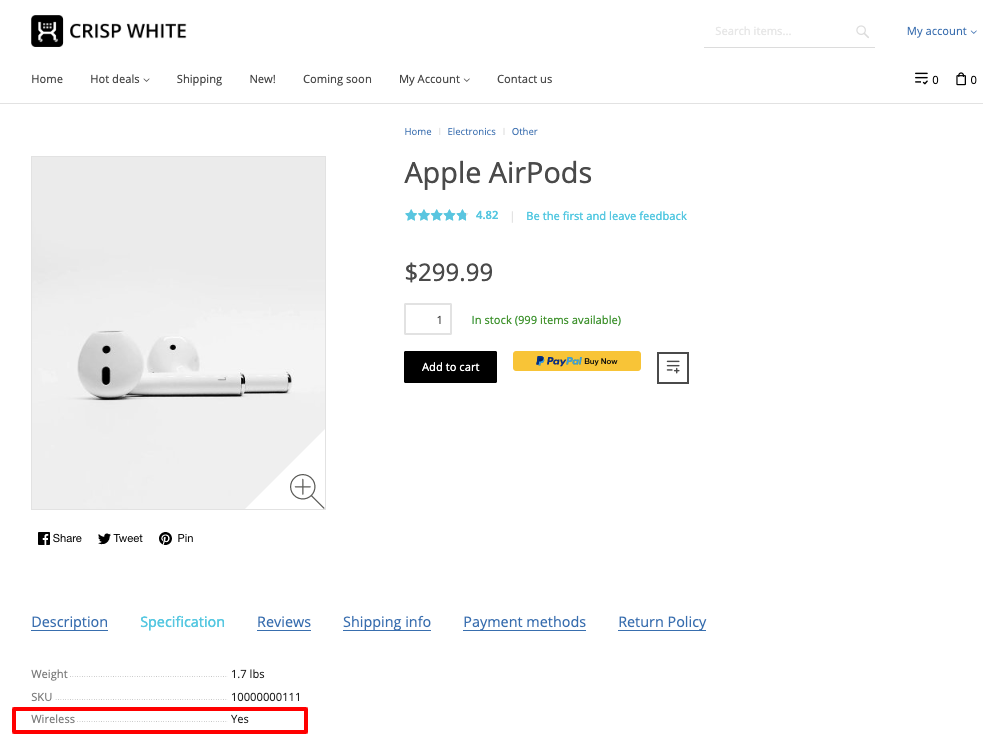 CRISP WHITE
Search items...
My account
Home Hot deals Shipping New! Coming soon My Account Contact us 0 0
Home Electronics Other
Apple AirPods
4.82 Be the first and leave feedback
$299.99
1 In stock (999 items available)
Add to cart PayPal Buy Now
Share Tweet Pin
Description Specification Reviews Shipping info Payment methods Return Policy
Weight 1.7 lbs
SKU 10000000111
Wireless Yes